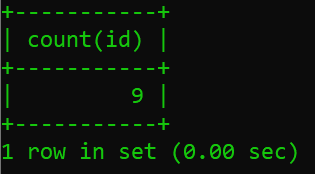 +-----------+
| count(id) |
+-----------+
|         9 |
+-----------+
1 row in set (0.00 sec)